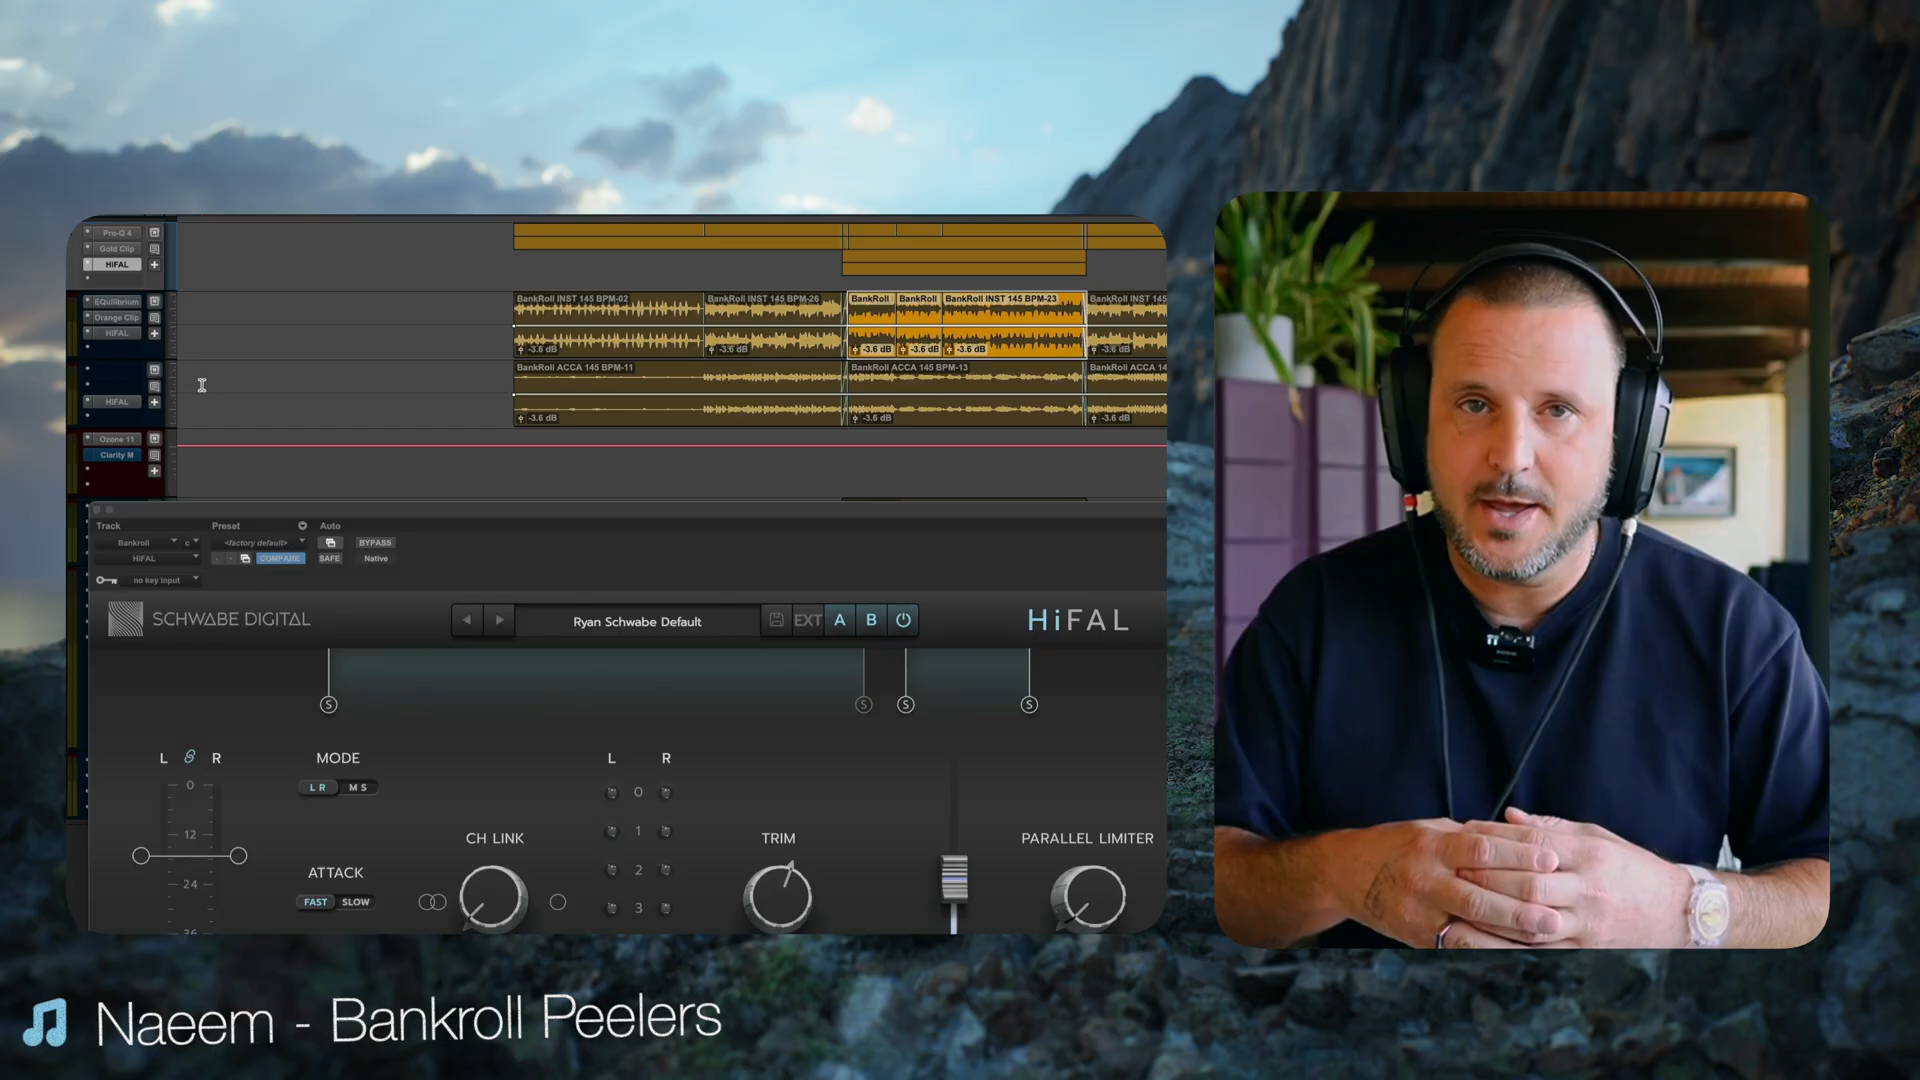 Pro-Q 4
Gold Clip
HiFAL
EQuilibrium
Orange Clip
HiFAL
HiFAL
Ozone 11
Clarity M
BankRoll INST 145 BPM-02
BankRoll INST 145 BPM-26
BankRoll
BankRoll
BankRoll INST 145 BPM-23
BankRoll INST 145
-3.6 dB
-3.6 dB
-3.6 dB
-3.6 dB
-3.6 dB
-3.6 dB
BankRoll ACCA 145 BPM-11
BankRoll ACCA 145 BPM-13
BankRoll ACCA 14
-3.6 dB
-3.6 dB
-3.6 dB
Track
Preset
Auto
Bankroll
c
<factory default>
BYPASS
HiFAL
COMPARE
SAFE
Native
no key input
SCHWABE DIGITAL
Ryan Schwabe Default
EXT
A
B
HiFAL
S
S
S
S
L
R
MODE
L R
M S
L
R
0
12
24
36
ATTACK
FAST
SLOW
CH LINK
0
1
2
3
TRIM
PARALLEL LIMITER
Naeem - Bankroll Peelers